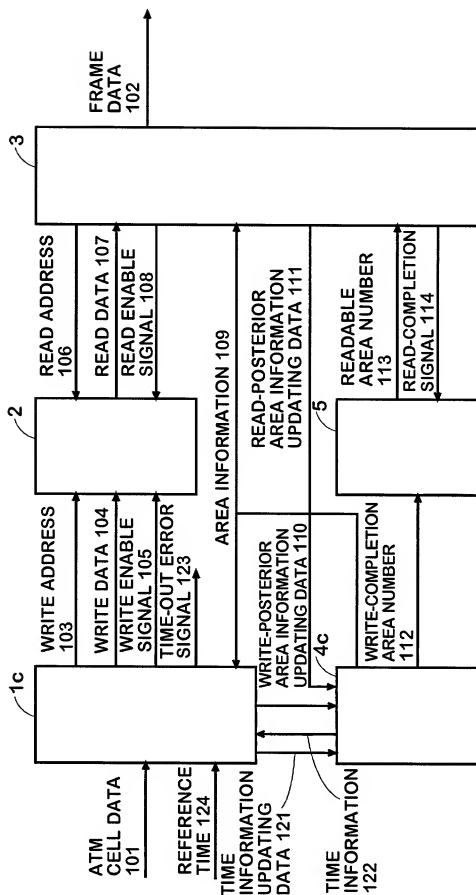 FRAME
DATA
102
3
READ ADDRESS
106
READ DATA 107
READ ENABLE
SIGNAL 108
2
WRITE ADDRESS
103
WRITE DATA 104
WRITE ENABLE
SIGNAL 105
TIME-OUT ERROR
SIGNAL 123
1c
ATM
CELL DATA
101
REFERENCE
TIME 124
AREA INFORMATION 109
READ-POSTERIOR
AREA INFORMATION
UPDATING DATA 111
READABLE
AREA NUMBER
113
READ-COMPLETION
SIGNAL 114
5
WRITE-POSTERIOR
AREA INFORMATION
UPDATING DATA 110
4c
WRITE-COMPLETION
AREA NUMBER
112
TIME
INFORMATION
UPDATING
DATA 121
TIME
INFORMATION
122